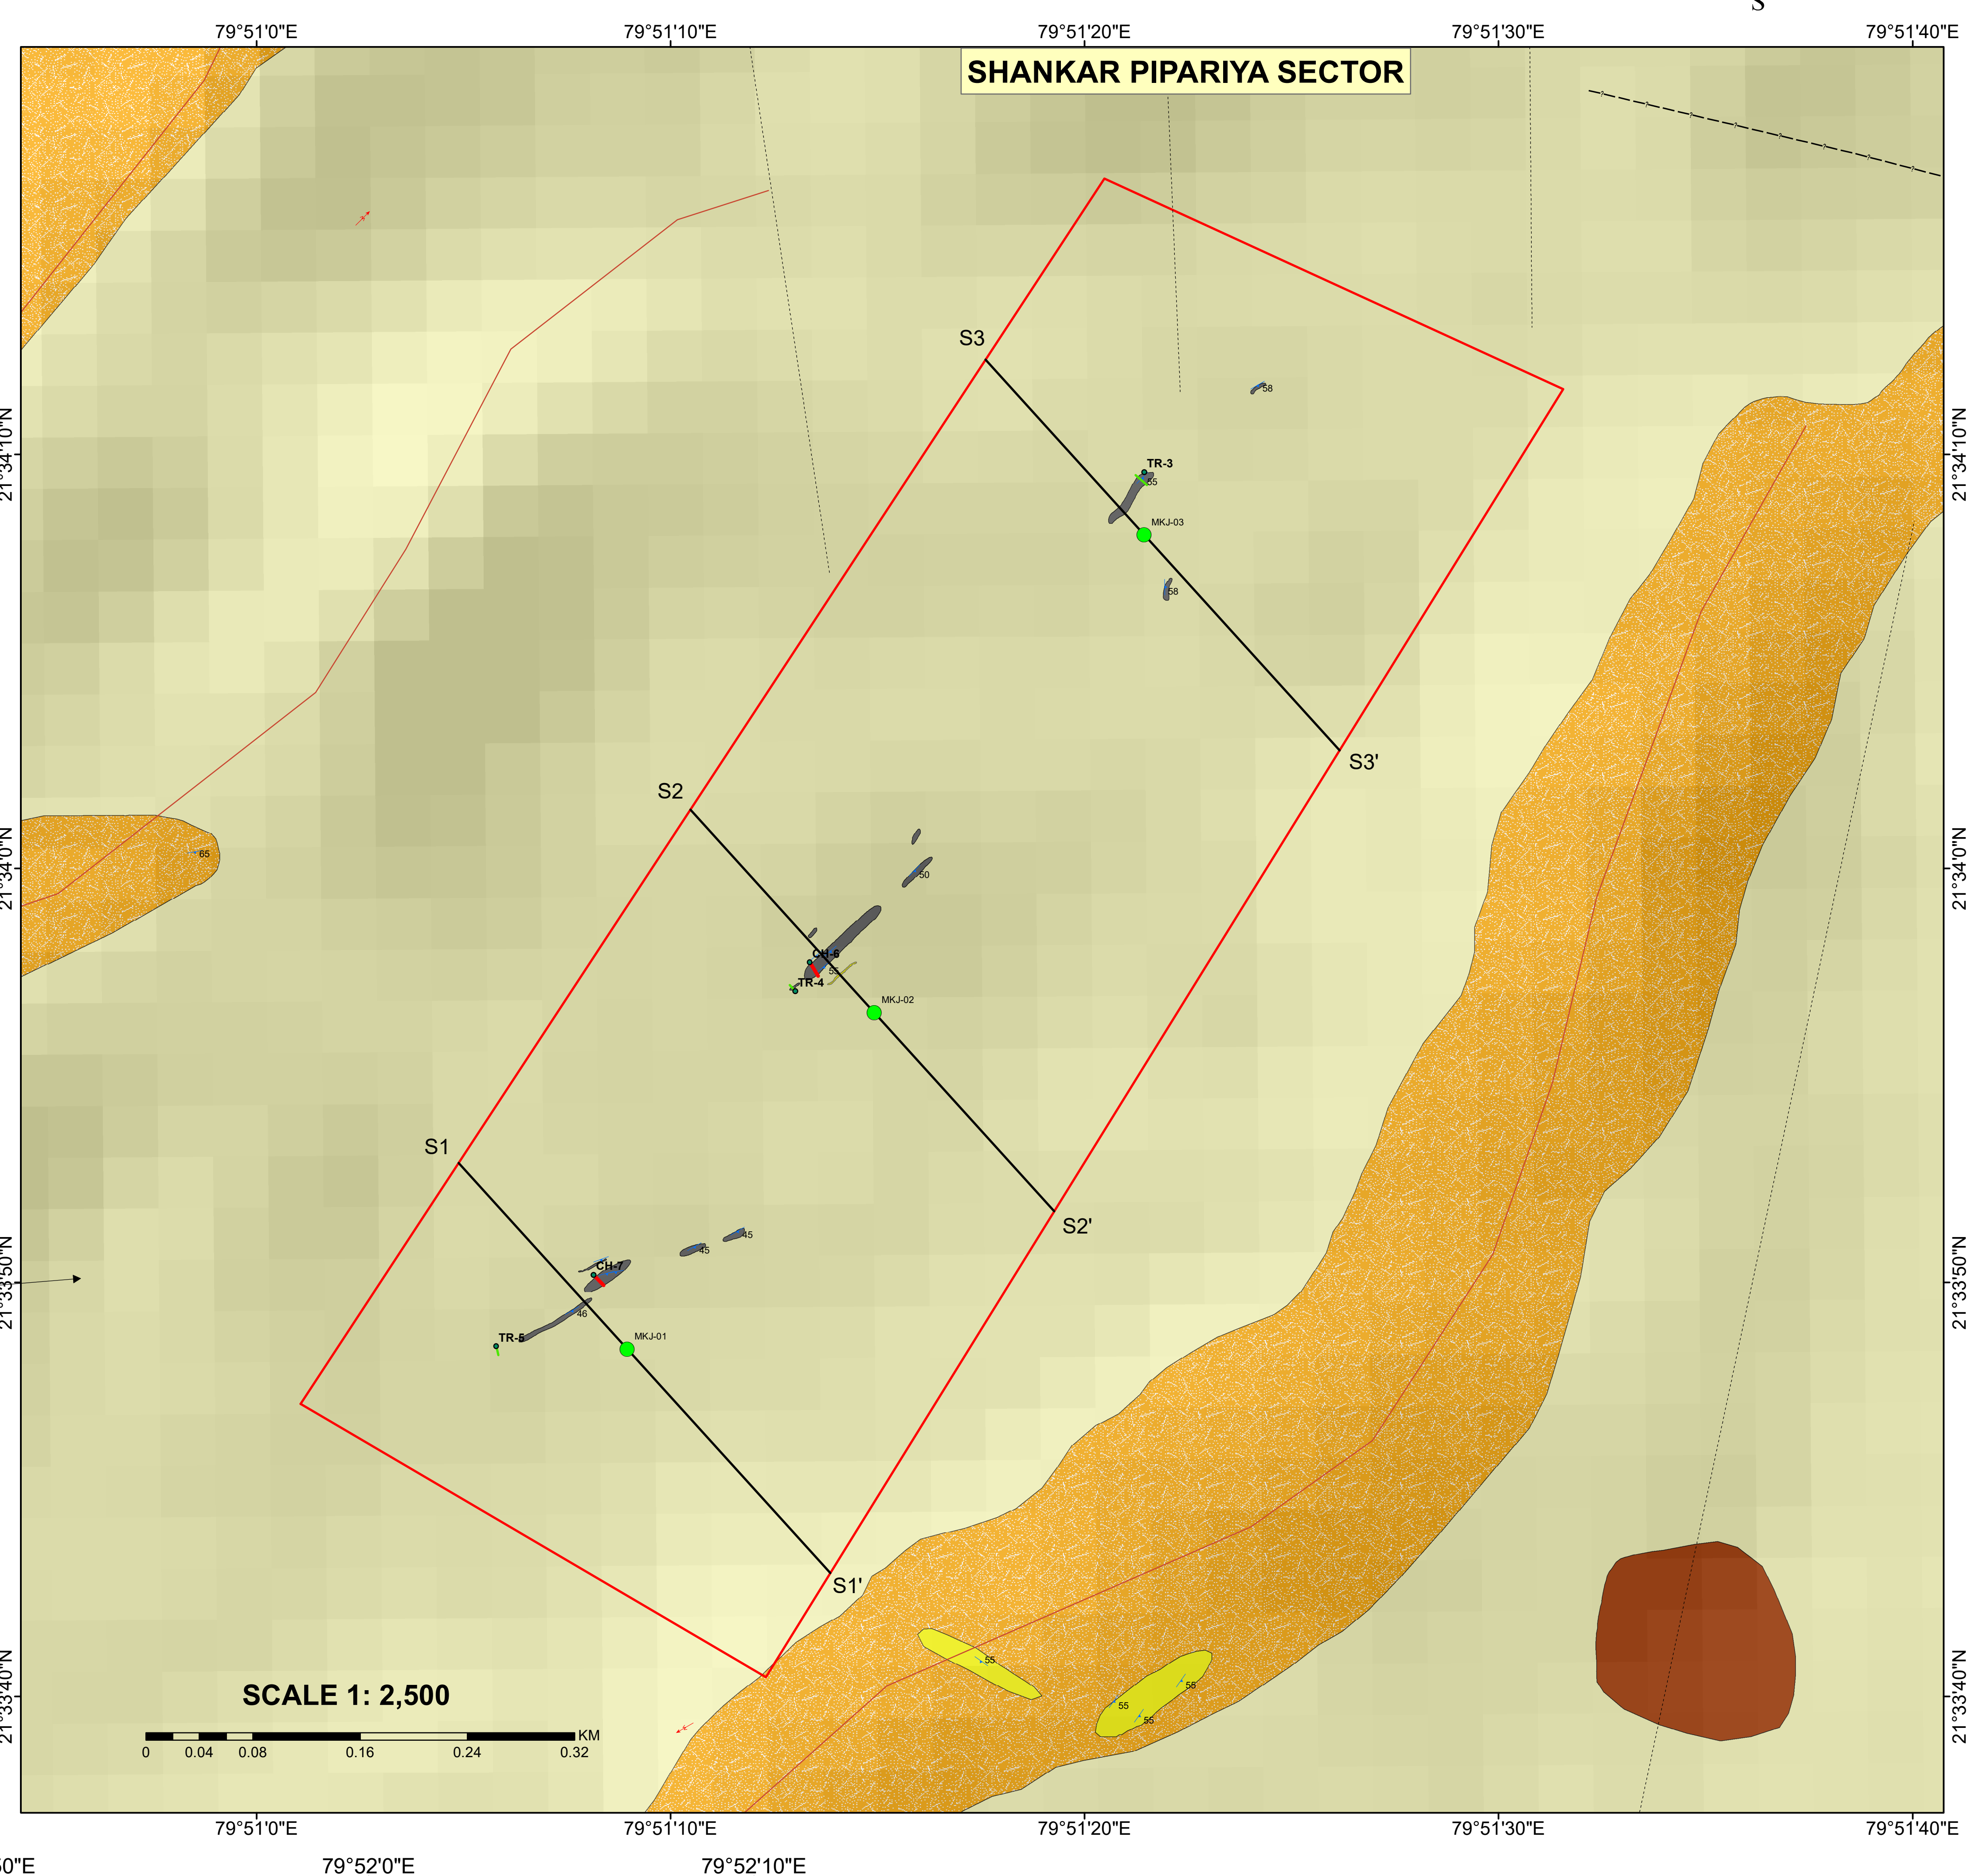 S
79°51'0"E 79°51'10"E 79°51'20"E 79°51'30"E 79°51'40"E
SHANKAR PIPARIYA SECTOR
S3
58
21°34'10"N
21°34'10"N
TR-3
55
MKJ-03
58
S3'
S2
21°34'0"N
65
50
21°34'0"N
CH-6
55
TR-4
MKJ-02
S1
S2'
45
45
CH-7
21°33'50"N
21°33'50"N
46
TR-5
MKJ-01
S1'
55
55
55
55
21°33'40"N
21°33'40"N
SCALE 1: 2,500
KM
0 0.04 0.08 0.16 0.24 0.32
79°51'0"E 79°51'10"E 79°51'20"E 79°51'30"E 79°51'40"E
0"E 79°52'0"E 79°52'10"E